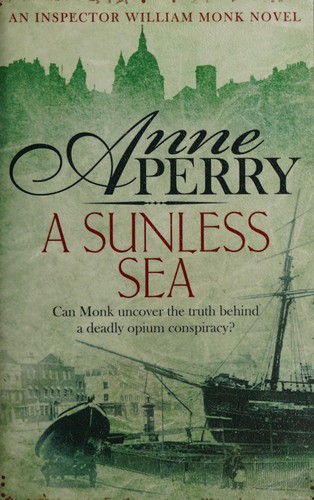 AN INSPECTOR WILLIAM MONK NOVEL
Anne
PERRY
A SUNLESS
SEA
Can Monk uncover the truth behind
a deadly opium conspiracy?